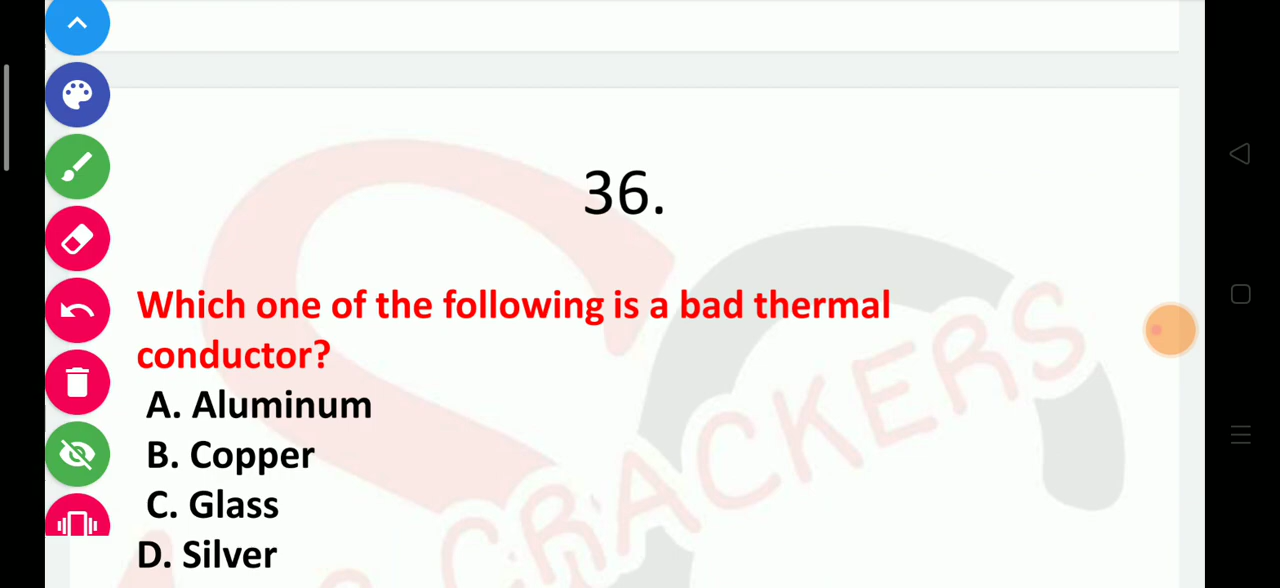 36.
Which one of the following is a bad thermal
conductor?
A. Aluminum
B. Copper
C. Glass
D. Silver
CRACKERS